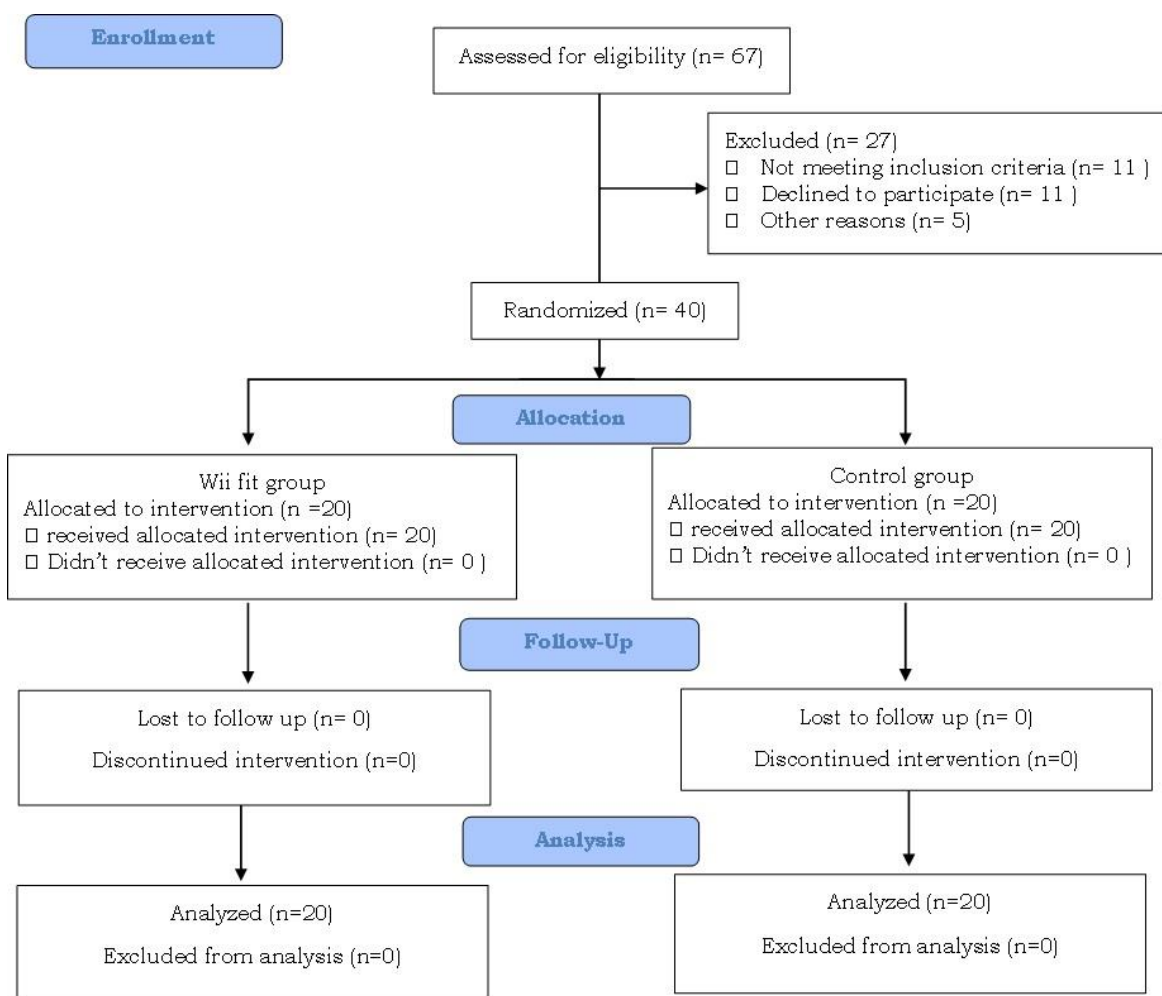 Enrollment
Assessed for eligibility (n= 67)
Excluded (n= 27)
□ Not meeting inclusion criteria (n= 11 )
□ Declined to participate (n= 11 )
□ Other reasons (n= 5)
Randomized (n= 40)
Allocation
Wii fit group
Allocated to intervention (n =20)
□ received allocated intervention (n= 20)
□ Didn't receive allocated intervention (n= 0 )
Control group
Allocated to intervention (n =20)
□ received allocated intervention (n= 20)
□ Didn't receive allocated intervention (n= 0 )
Follow-Up
Lost to follow up (n= 0)
Discontinued intervention (n=0)
Lost to follow up (n= 0)
Discontinued intervention (n=0)
Analysis
Analyzed (n=20)
Excluded from analysis (n=0)
Analyzed (n=20)
Excluded from analysis (n=0)